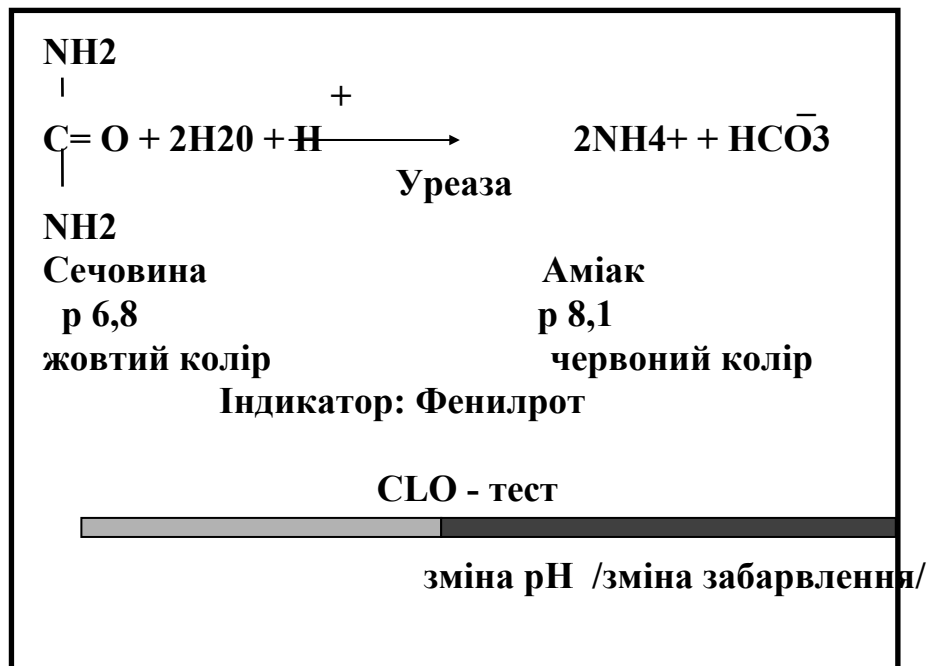 NH2
+
C= O + 2H20 + H 2NH4+ + HCO3
Уреаза
NH2
Сечовина Аміак
р 6,8 р 8,1
жовтий колір червоний колір
Індикатор: Фенилрот
CLO - тест
зміна рН /зміна забарвлення/